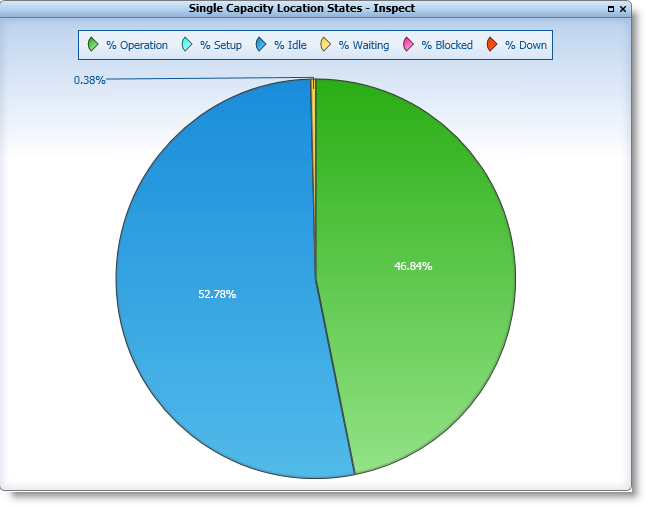 Single Capacity Location States - Inspect
% Operation % Setup % Idle % Waiting % Blocked % Down
0.38%
46.84%
52.78%